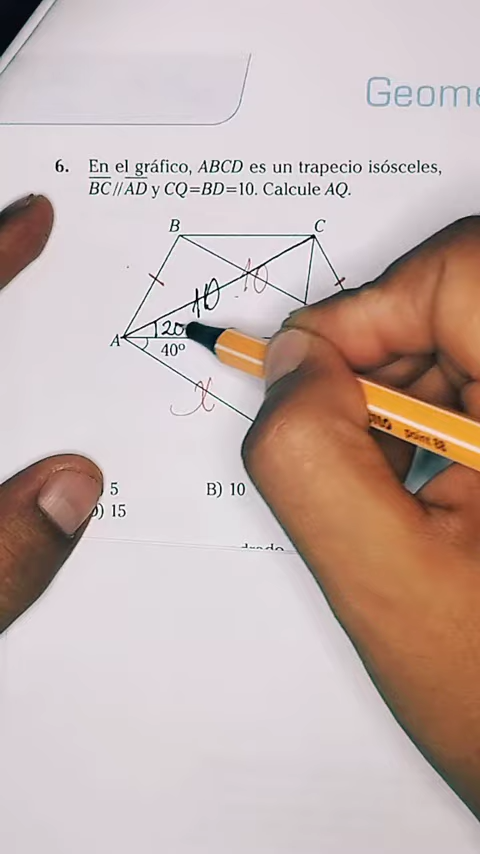 Geome
6. En el gráfico, ABCD es un trapecio isósceles,
BC//AD y CQ=BD=10. Calcule AQ.
B
C
10
10
A
20
40°
x
5
B) 10
) 15